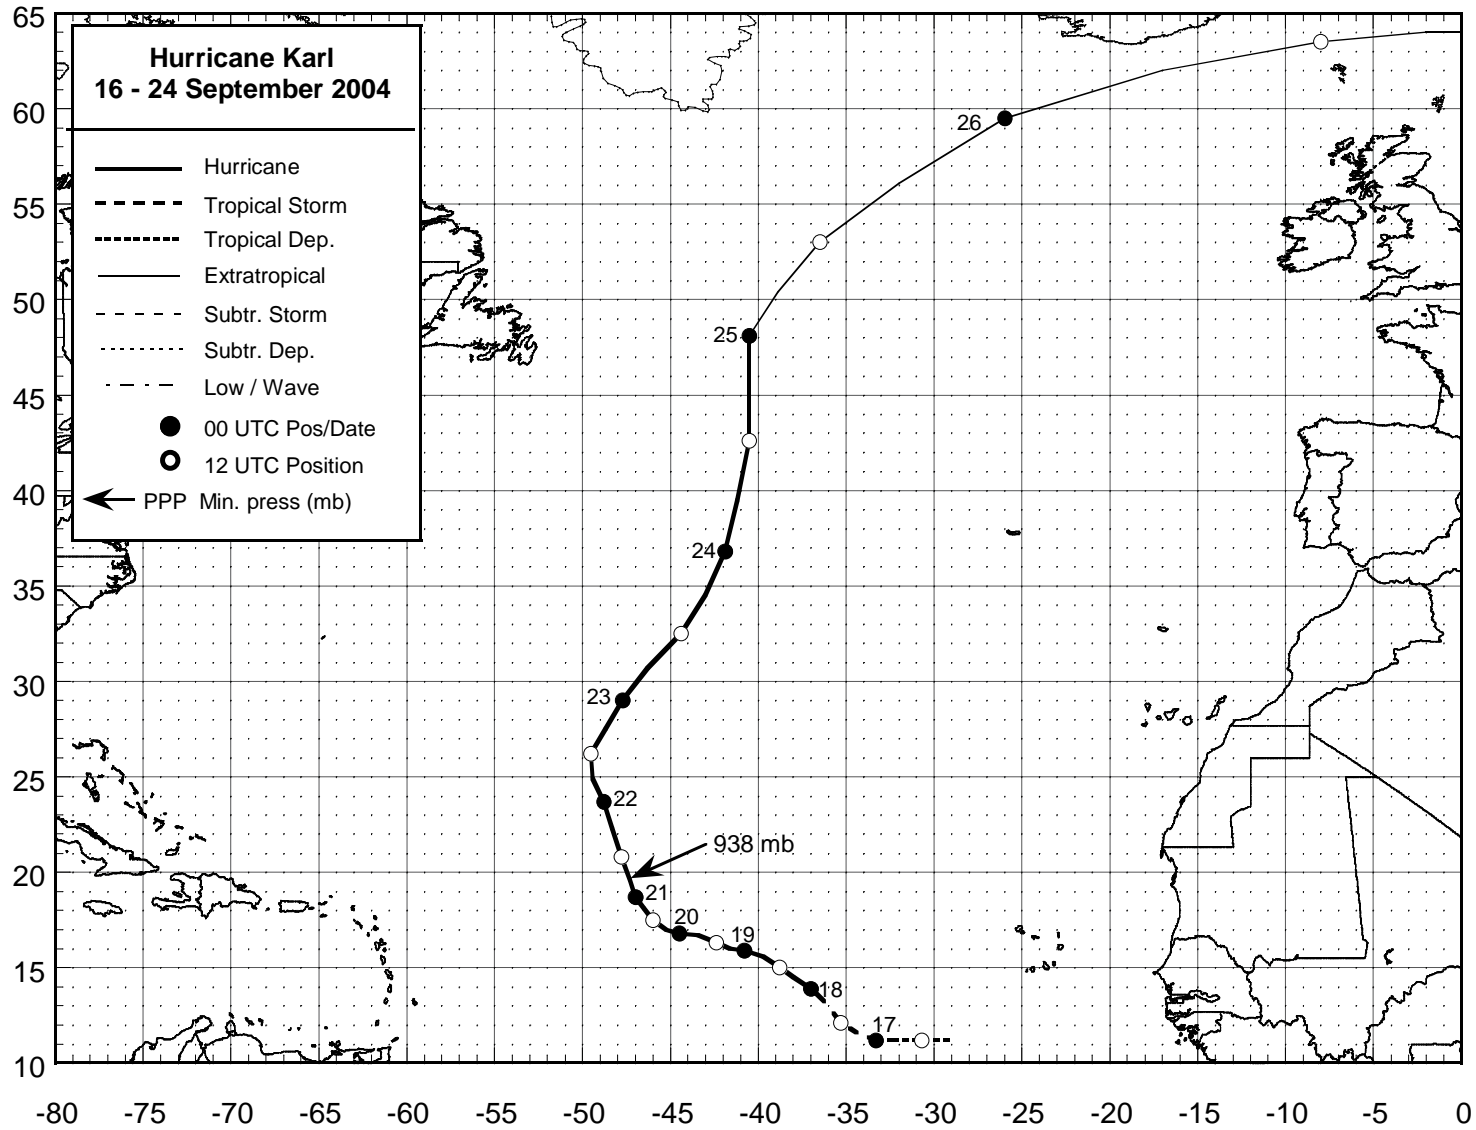 Hurricane Karl
16 - 24 September 2004
Hurricane
Tropical Storm
Tropical Dep.
Extratropical
Subtr. Storm
Subtr. Dep.
Low / Wave
00 UTC Pos/Date
12 UTC Position
PPP Min. press (mb)
65
60
55
50
45
40
35
30
25
20
15
10
26
25
24
23
22
938 mb
21
20
19
18
17
-80 -75 -70 -65 -60 -55 -50 -45 -40 -35 -30 -25 -20 -15 -10 -5 0